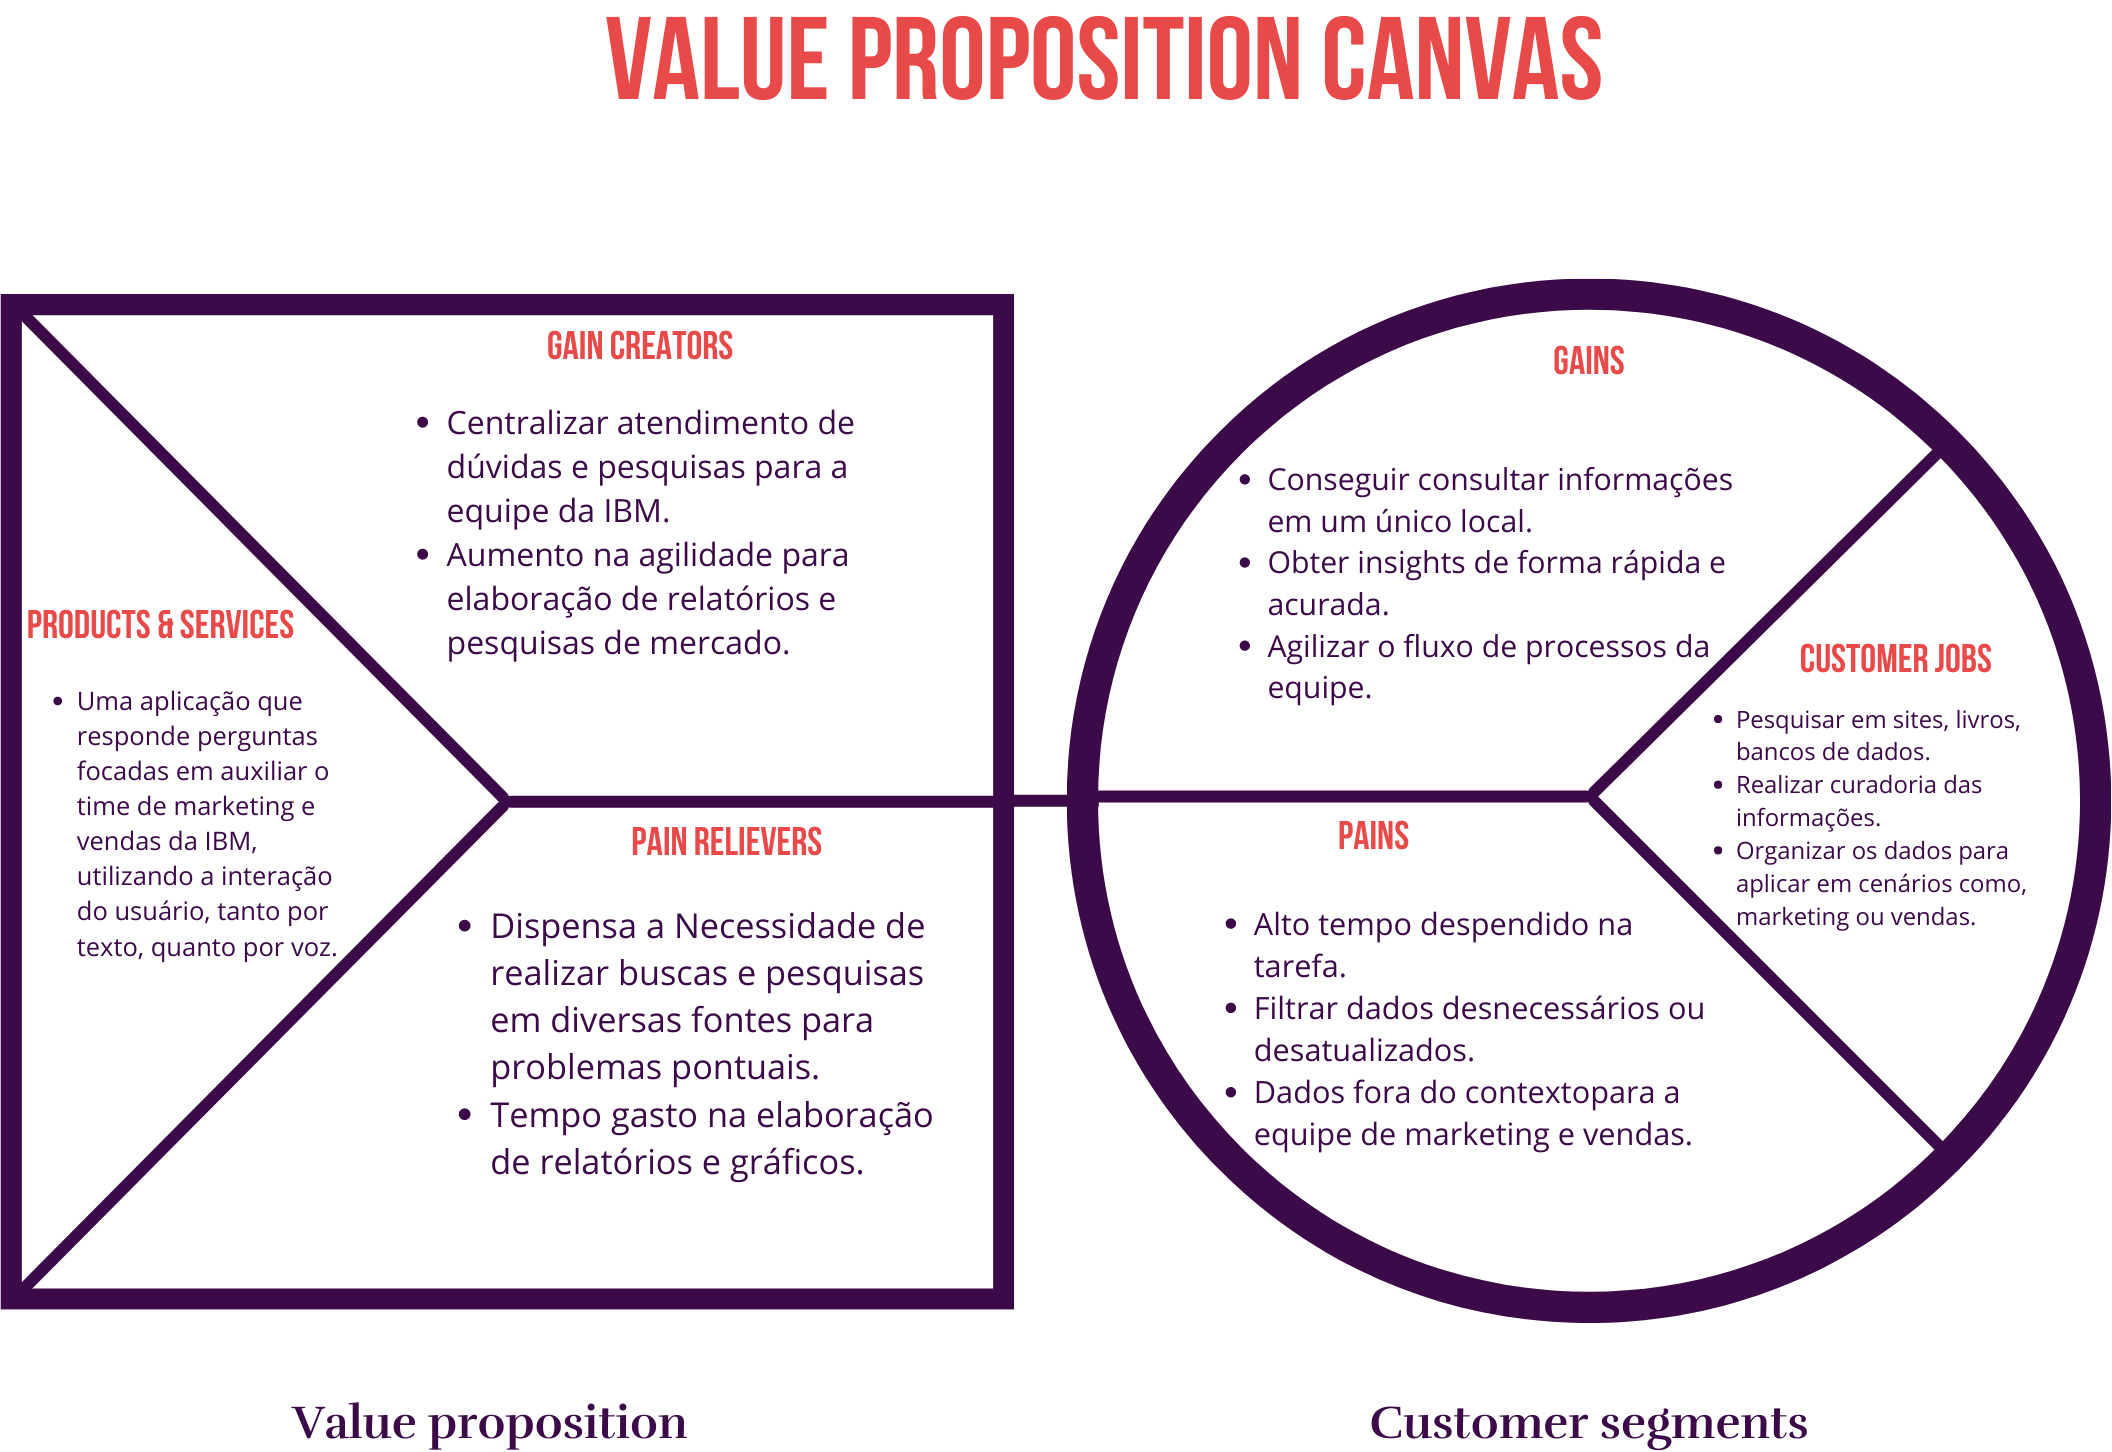 VALUE PROPOSITION CANVAS
GAIN CREATORS
• Centralizar atendimento de
dúvidas e pesquisas para a
equipe da IBM.
• Aumento na agilidade para
elaboração de relatórios e
pesquisas de mercado.
PRODUCTS & SERVICES
• Uma aplicação que
responde perguntas
focadas em auxiliar o
time de marketing e
vendas da IBM,
utilizando a interação
do usuário, tanto por
texto, quanto por voz.
PAIN RELIEVERS
• Dispensa a Necessidade de
realizar buscas e pesquisas
em diversas fontes para
problemas pontuais.
• Tempo gasto na elaboração
de relatórios e gráficos.
GAINS
• Conseguir consultar informações
em um único local.
• Obter insights de forma rápida e
acurada.
• Agilizar o fluxo de processos da
equipe.
CUSTOMER JOBS
• Pesquisar em sites, livros,
bancos de dados.
• Realizar curadoria das
informações.
• Organizar os dados para
aplicar em cenários como,
marketing ou vendas.
PAINS
• Alto tempo despendido na
tarefa.
• Filtrar dados desnecessários ou
desatualizados.
• Dados fora do contextopara a
equipe de marketing e vendas.
Value proposition
Customer segments